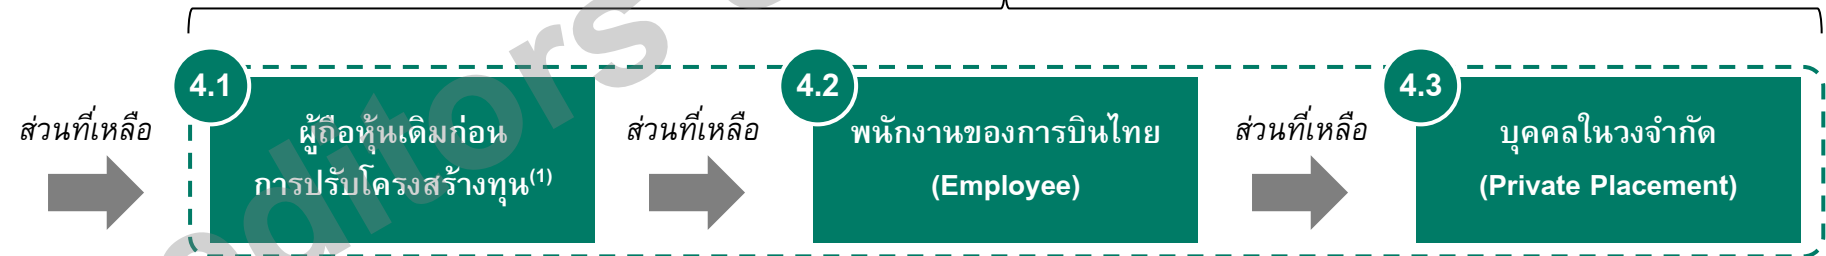 4.1
4.2
4.3
ส่วนที่เหลือ
ผู้ถือหุ้นเดิมก่อน
การปรับโครงสร้างทุน(1)
ส่วนที่เหลือ
พนักงานของการบินไทย
(Employee)
ส่วนที่เหลือ
บุคคลในวงจำกัด
(Private Placement)